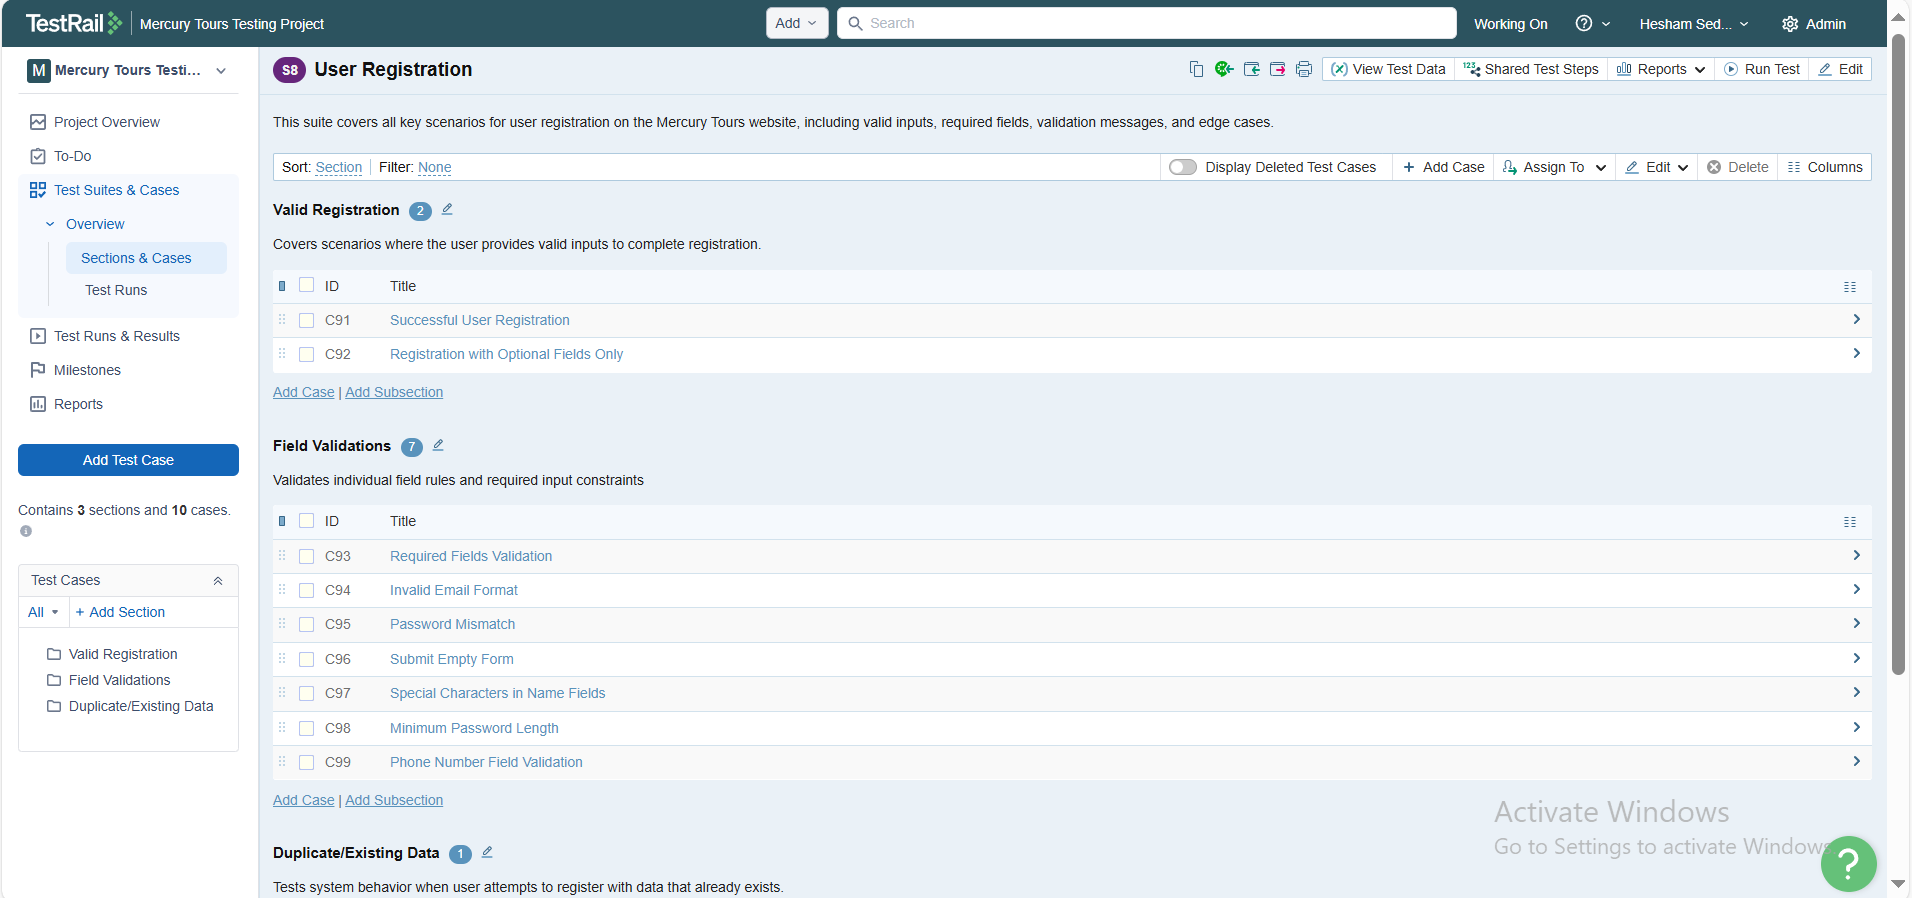 TestRail Mercury Tours Testing Project Add Search Working On ? Hesham Sed... Admin
M Mercury Tours Testi...
Project Overview
To-Do
Test Suites & Cases
Overview
Sections & Cases
Test Runs
Test Runs & Results
Milestones
Reports
Add Test Case
Contains 3 sections and 10 cases.
i
Test Cases
All + Add Section
Valid Registration
Field Validations
Duplicate/Existing Data
S8 User Registration
(x) View Test Data 123 Shared Test Steps Reports Run Test Edit
This suite covers all key scenarios for user registration on the Mercury Tours website, including valid inputs, required fields, validation messages, and edge cases.
Sort: Section Filter: None Display Deleted Test Cases + Add Case Assign To Edit Delete Columns
Valid Registration 2
Covers scenarios where the user provides valid inputs to complete registration.
ID Title
C91 Successful User Registration
C92 Registration with Optional Fields Only
Add Case | Add Subsection
Field Validations 7
Validates individual field rules and required input constraints
ID Title
C93 Required Fields Validation
C94 Invalid Email Format
C95 Password Mismatch
C96 Submit Empty Form
C97 Special Characters in Name Fields
C98 Minimum Password Length
C99 Phone Number Field Validation
Add Case | Add Subsection
Duplicate/Existing Data 1
Tests system behavior when user attempts to register with data that already exists.
Activate Windows
Go to Settings to activate Windows
?